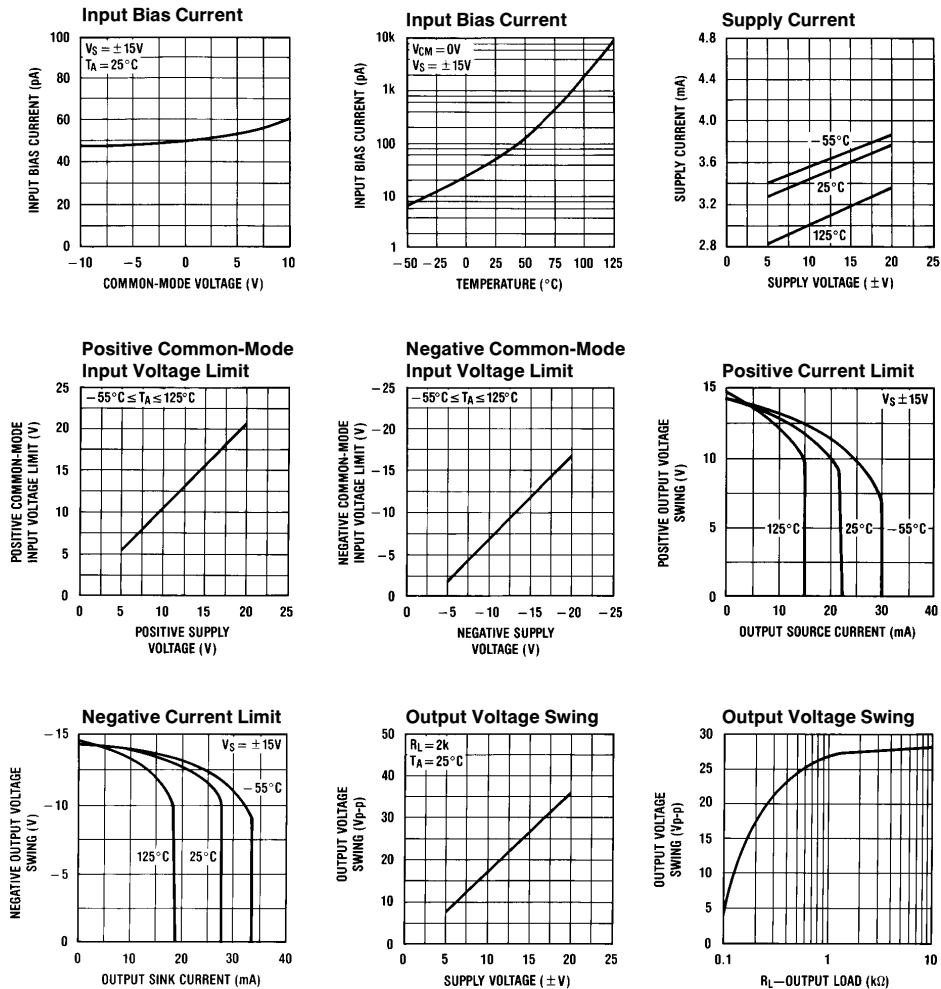 Input Bias Current
100
80
60
40
20
0
VS = ±15V
TA = 25°C
INPUT BIAS CURRENT (pA)
−10
−5
0
5
10
COMMON-MODE VOLTAGE (V)
Input Bias Current
10k
1k
100
10
1
VCM = 0V
VS = ±15V
INPUT BIAS CURRENT (pA)
−50 −25 0 25 50 75 100 125
TEMPERATURE (°C)
Supply Current
4.8
4.4
4.0
3.6
3.2
2.8
SUPPLY CURRENT (mA)
−55°C
25°C
125°C
0 5 10 15 20 25
SUPPLY VOLTAGE (±V)
Positive Common-Mode
Input Voltage Limit
25
20
15
10
5
0
−55°C ≤ TA ≤ 125°C
POSITIVE COMMON-MODE
INPUT VOLTAGE LIMIT (V)
0 5 10 15 20 25
POSITIVE SUPPLY
VOLTAGE (V)
Negative Common-Mode
Input Voltage Limit
−25
−20
−15
−10
−5
0
−55°C ≤ TA ≤ 125°C
NEGATIVE COMMON-MODE
INPUT VOLTAGE LIMIT (V)
0 −5 −10 −15 −20 −25
NEGATIVE SUPPLY
VOLTAGE (V)
Positive Current Limit
15
10
5
0
VS ±15V
POSITIVE OUTPUT VOLTAGE
SWING (V)
125°C 25°C −55°C
0 10 20 30 40
OUTPUT SOURCE CURRENT (mA)
Negative Current Limit
−15
−10
−5
0
VS = ±15V
NEGATIVE OUTPUT VOLTAGE
SWING (V)
−55°C
125°C 25°C
0 10 20 30 40
OUTPUT SINK CURRENT (mA)
Output Voltage Swing
50
40
30
20
10
0
RL = 2k
TA = 25°C
OUTPUT VOLTAGE
SWING (Vp-p)
0 5 10 15 20 25
SUPPLY VOLTAGE (±V)
Output Voltage Swing
30
25
20
15
10
5
0
OUTPUT VOLTAGE
SWING (Vp-p)
0.1 1 10
RL—OUTPUT LOAD (kΩ)